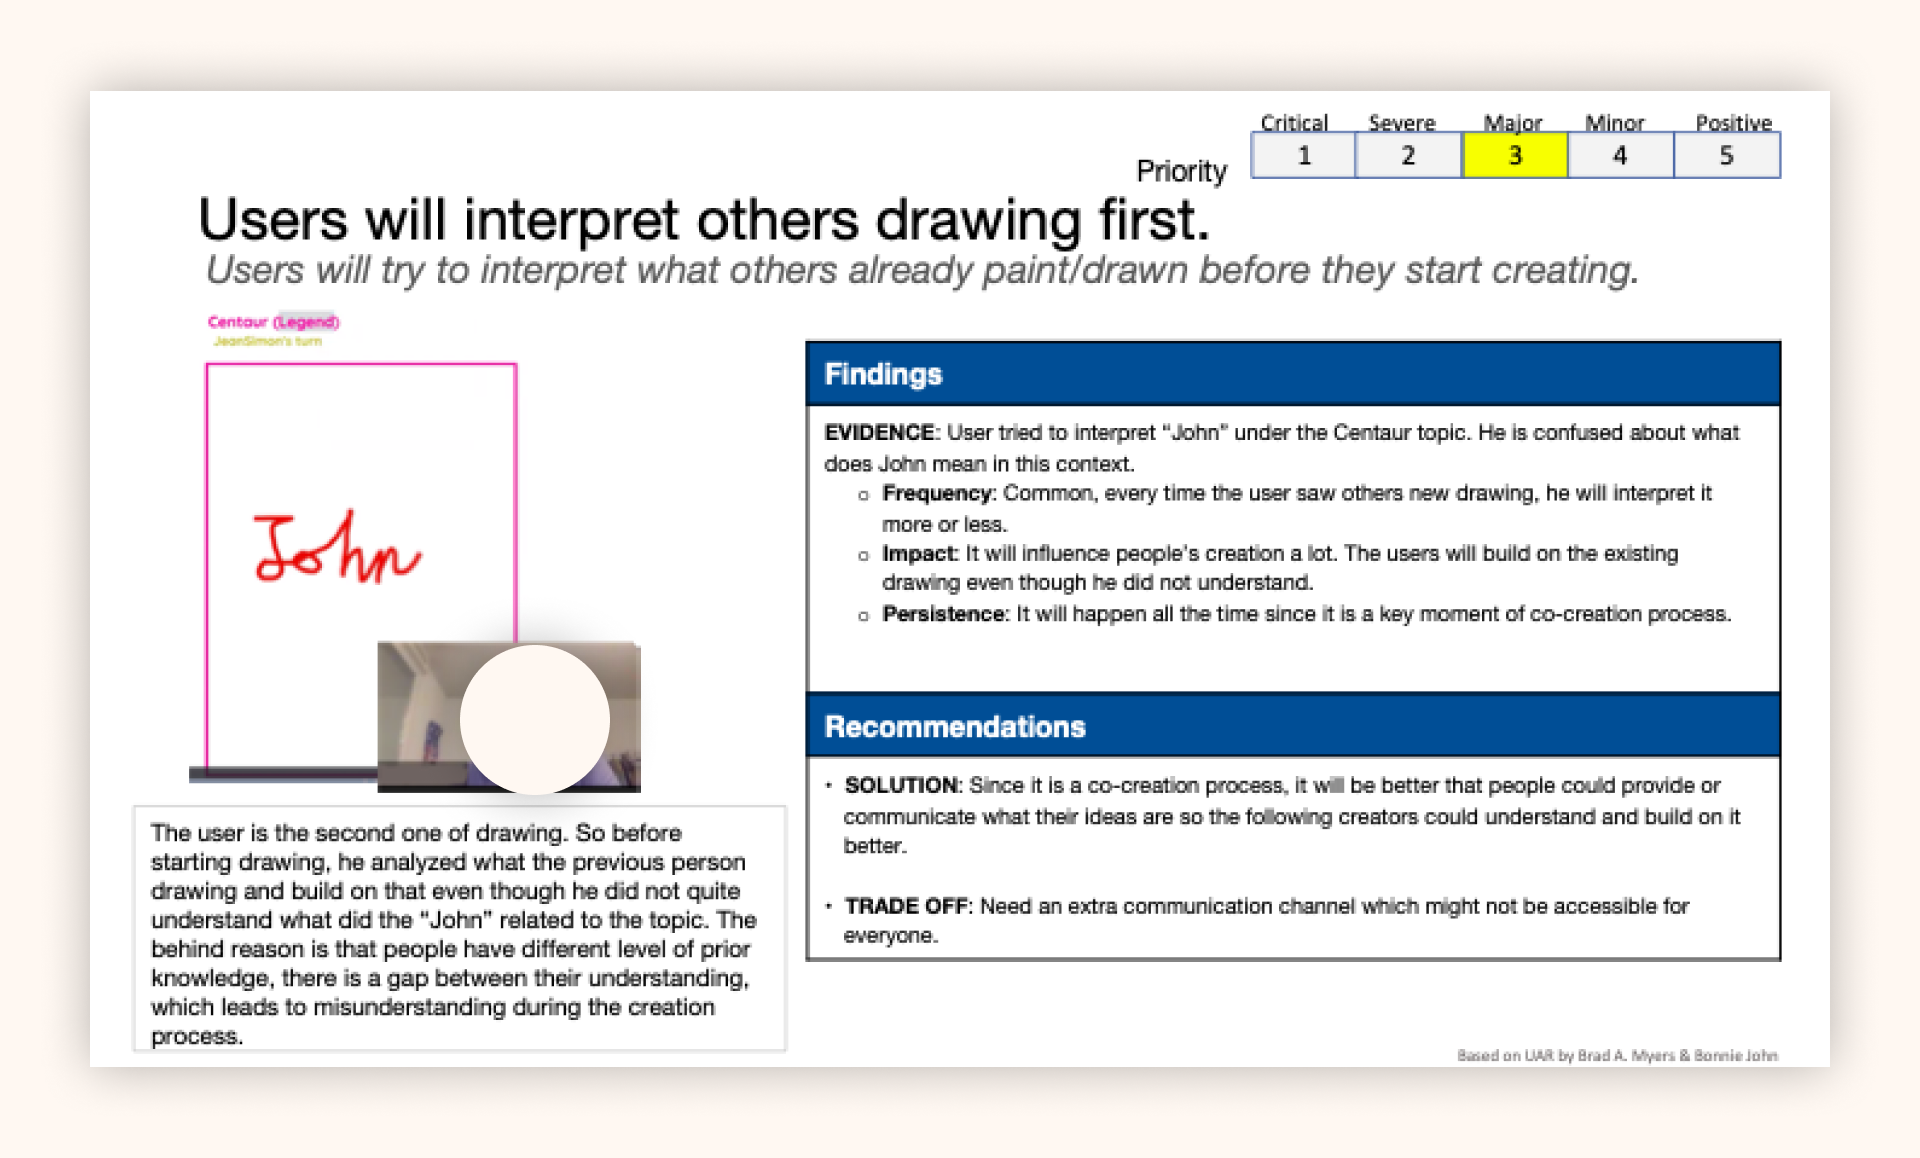 Critical Severe Major Minor Positive
Priority 1 2 3 4 5
Users will interpret others drawing first.
Users will try to interpret what others already paint/drawn before they start creating.
Centaur (Legend)
JeanSimon's turn
John
The user is the second one of drawing. So before
starting drawing, he analyzed what the previous person
drawing and build on that even though he did not quite
understand what did the “John” related to the topic. The
behind reason is that people have different level of prior
knowledge, there is a gap between their understanding,
which leads to misunderstanding during the creation
process.
Findings
EVIDENCE: User tried to interpret “John” under the Centaur topic. He is confused about what
does John mean in this context.
○ Frequency: Common, every time the user saw others new drawing, he will interpret it
more or less.
○ Impact: It will influence people’s creation a lot. The users will build on the existing
drawing even though he did not understand.
○ Persistence: It will happen all the time since it is a key moment of co-creation process.
Recommendations
• SOLUTION: Since it is a co-creation process, it will be better that people could provide or
communicate what their ideas are so the following creators could understand and build on it
better.
• TRADE OFF: Need an extra communication channel which might not be accessible for
everyone.
Based on UAR by Brad A. Myers & Bonnie John